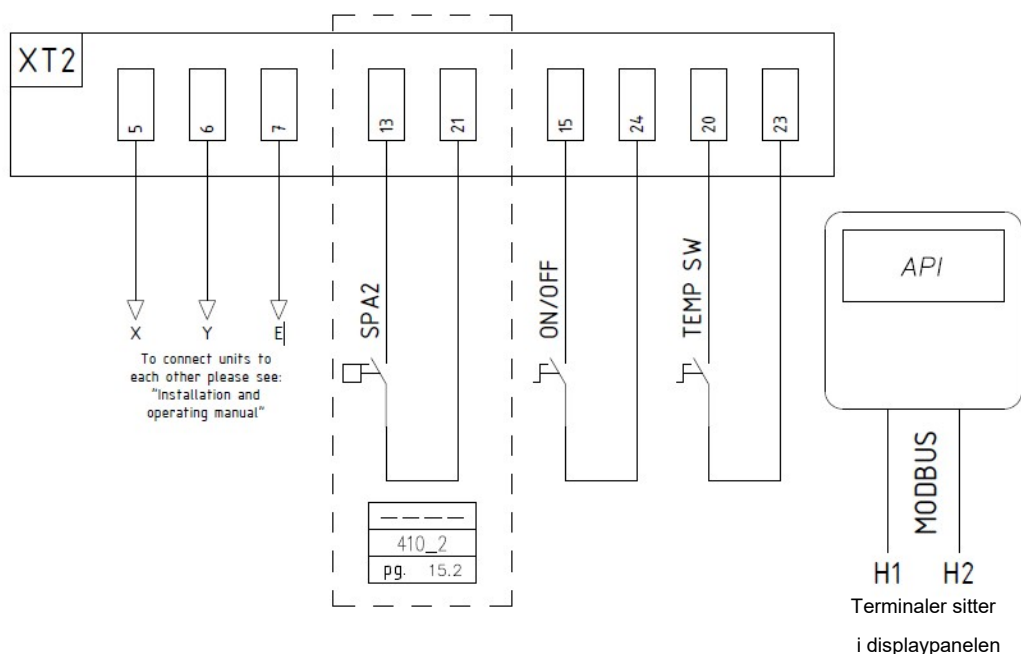 XT2
5
6
7
13
21
15
24
20
23
X
Y
E
To connect units to
each other please see:
"Installation and
operating manual"
SPA2
ON/OFF
TEMP SW
410_2
pg. 15.2
API
MODBUS
H1 H2
Terminaler sitter
i displaypanelen